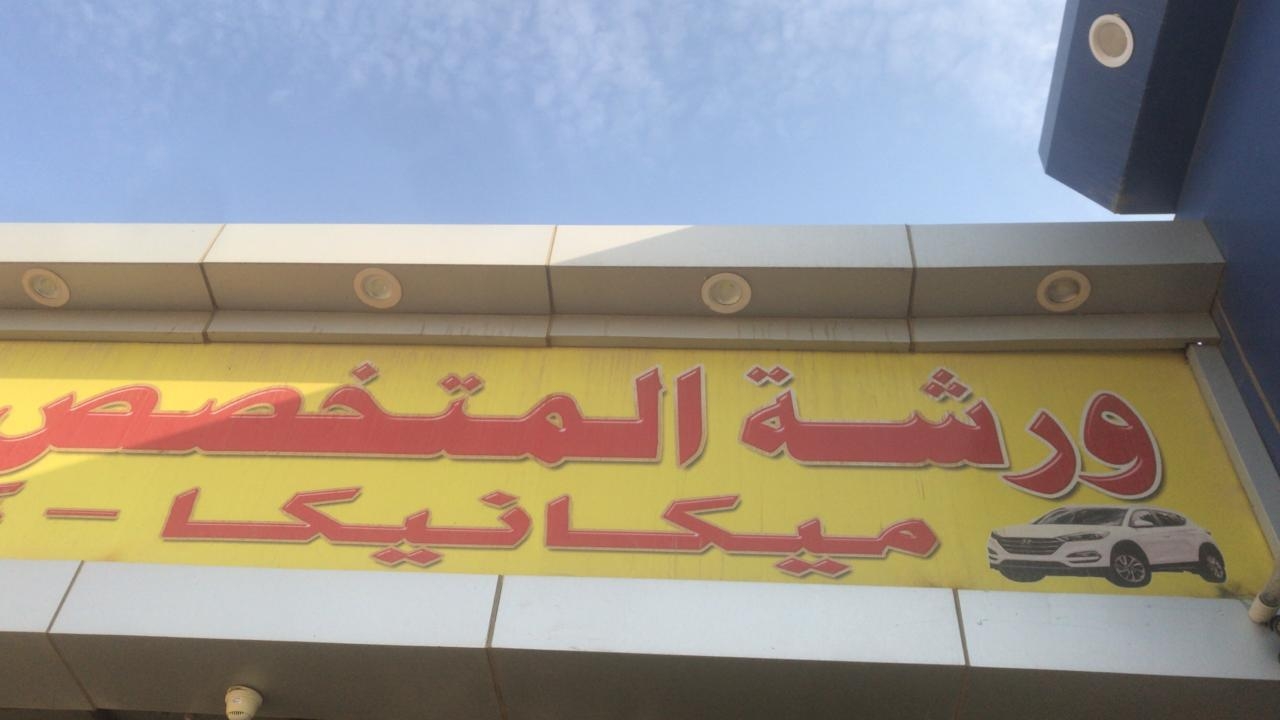 ورشة المتخصص
ميكانيكا -